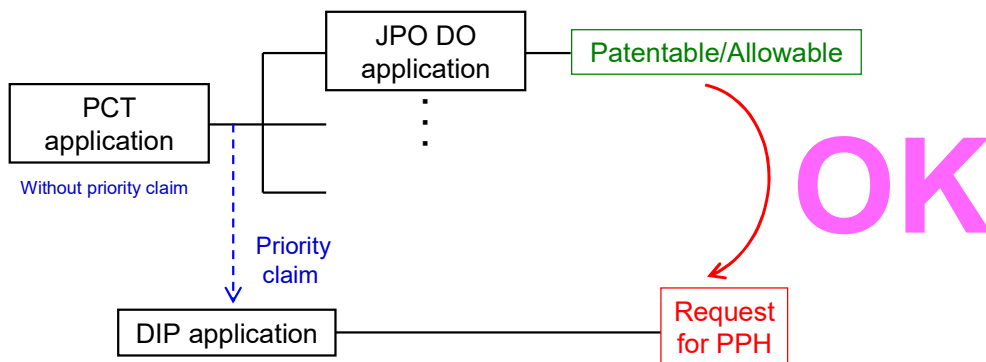 JPO DO
application
Patentable/Allowable
PCT
application
Without priority claim
OK
Priority
claim
DIP application
Request
for PPH